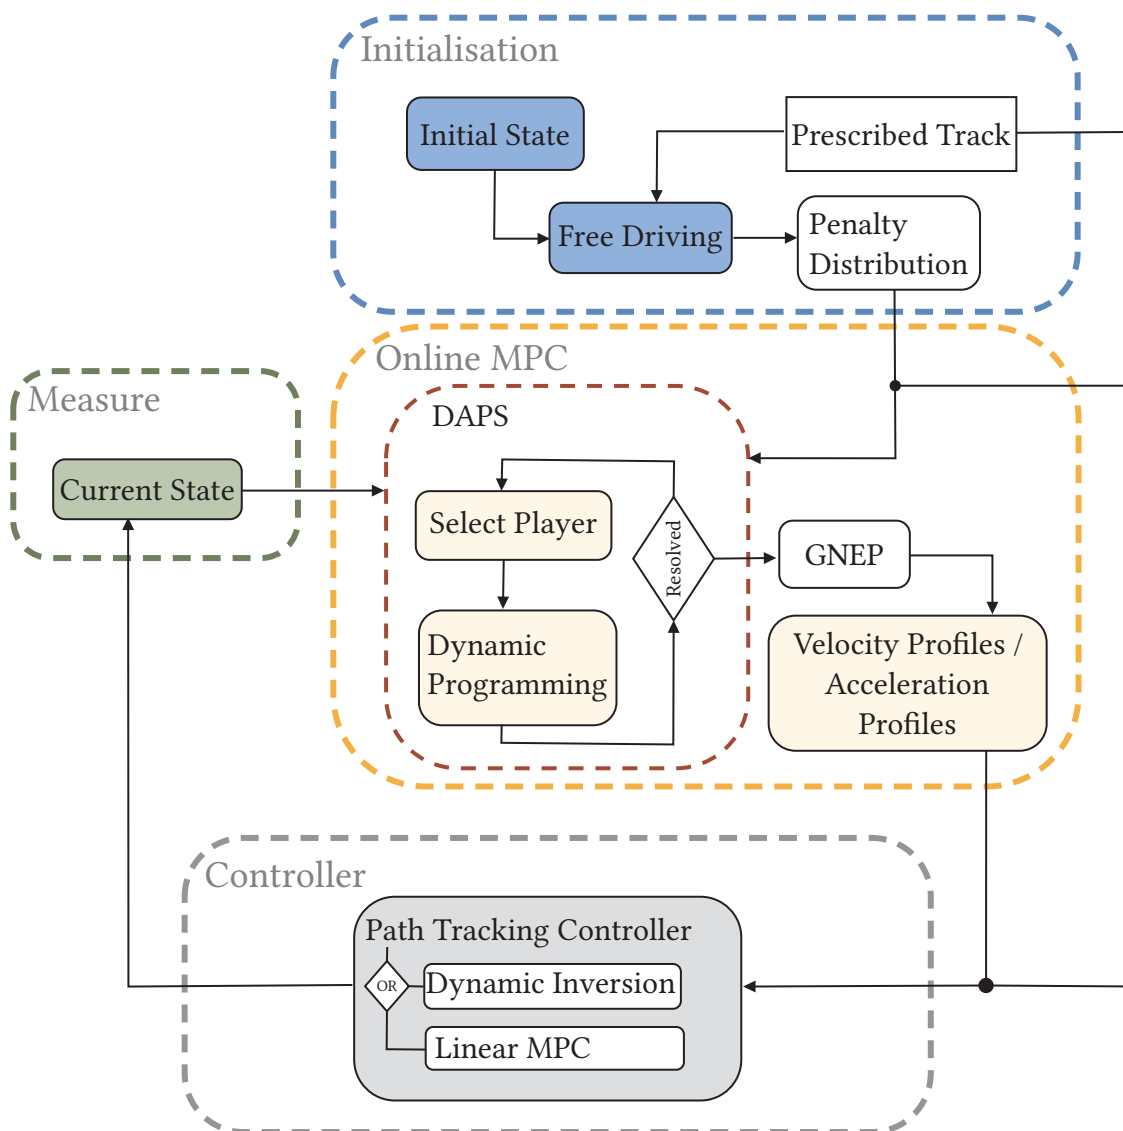 Initialisation
Initial State
Prescribed Track
Free Driving
Penalty
Distribution
Online MPC
Measure
DAPS
Current State
Select Player
Resolved
GNEP
Dynamic
Programming
Velocity Profiles /
Acceleration
Profiles
Controller
Path Tracking Controller
OR
Dynamic Inversion
Linear MPC